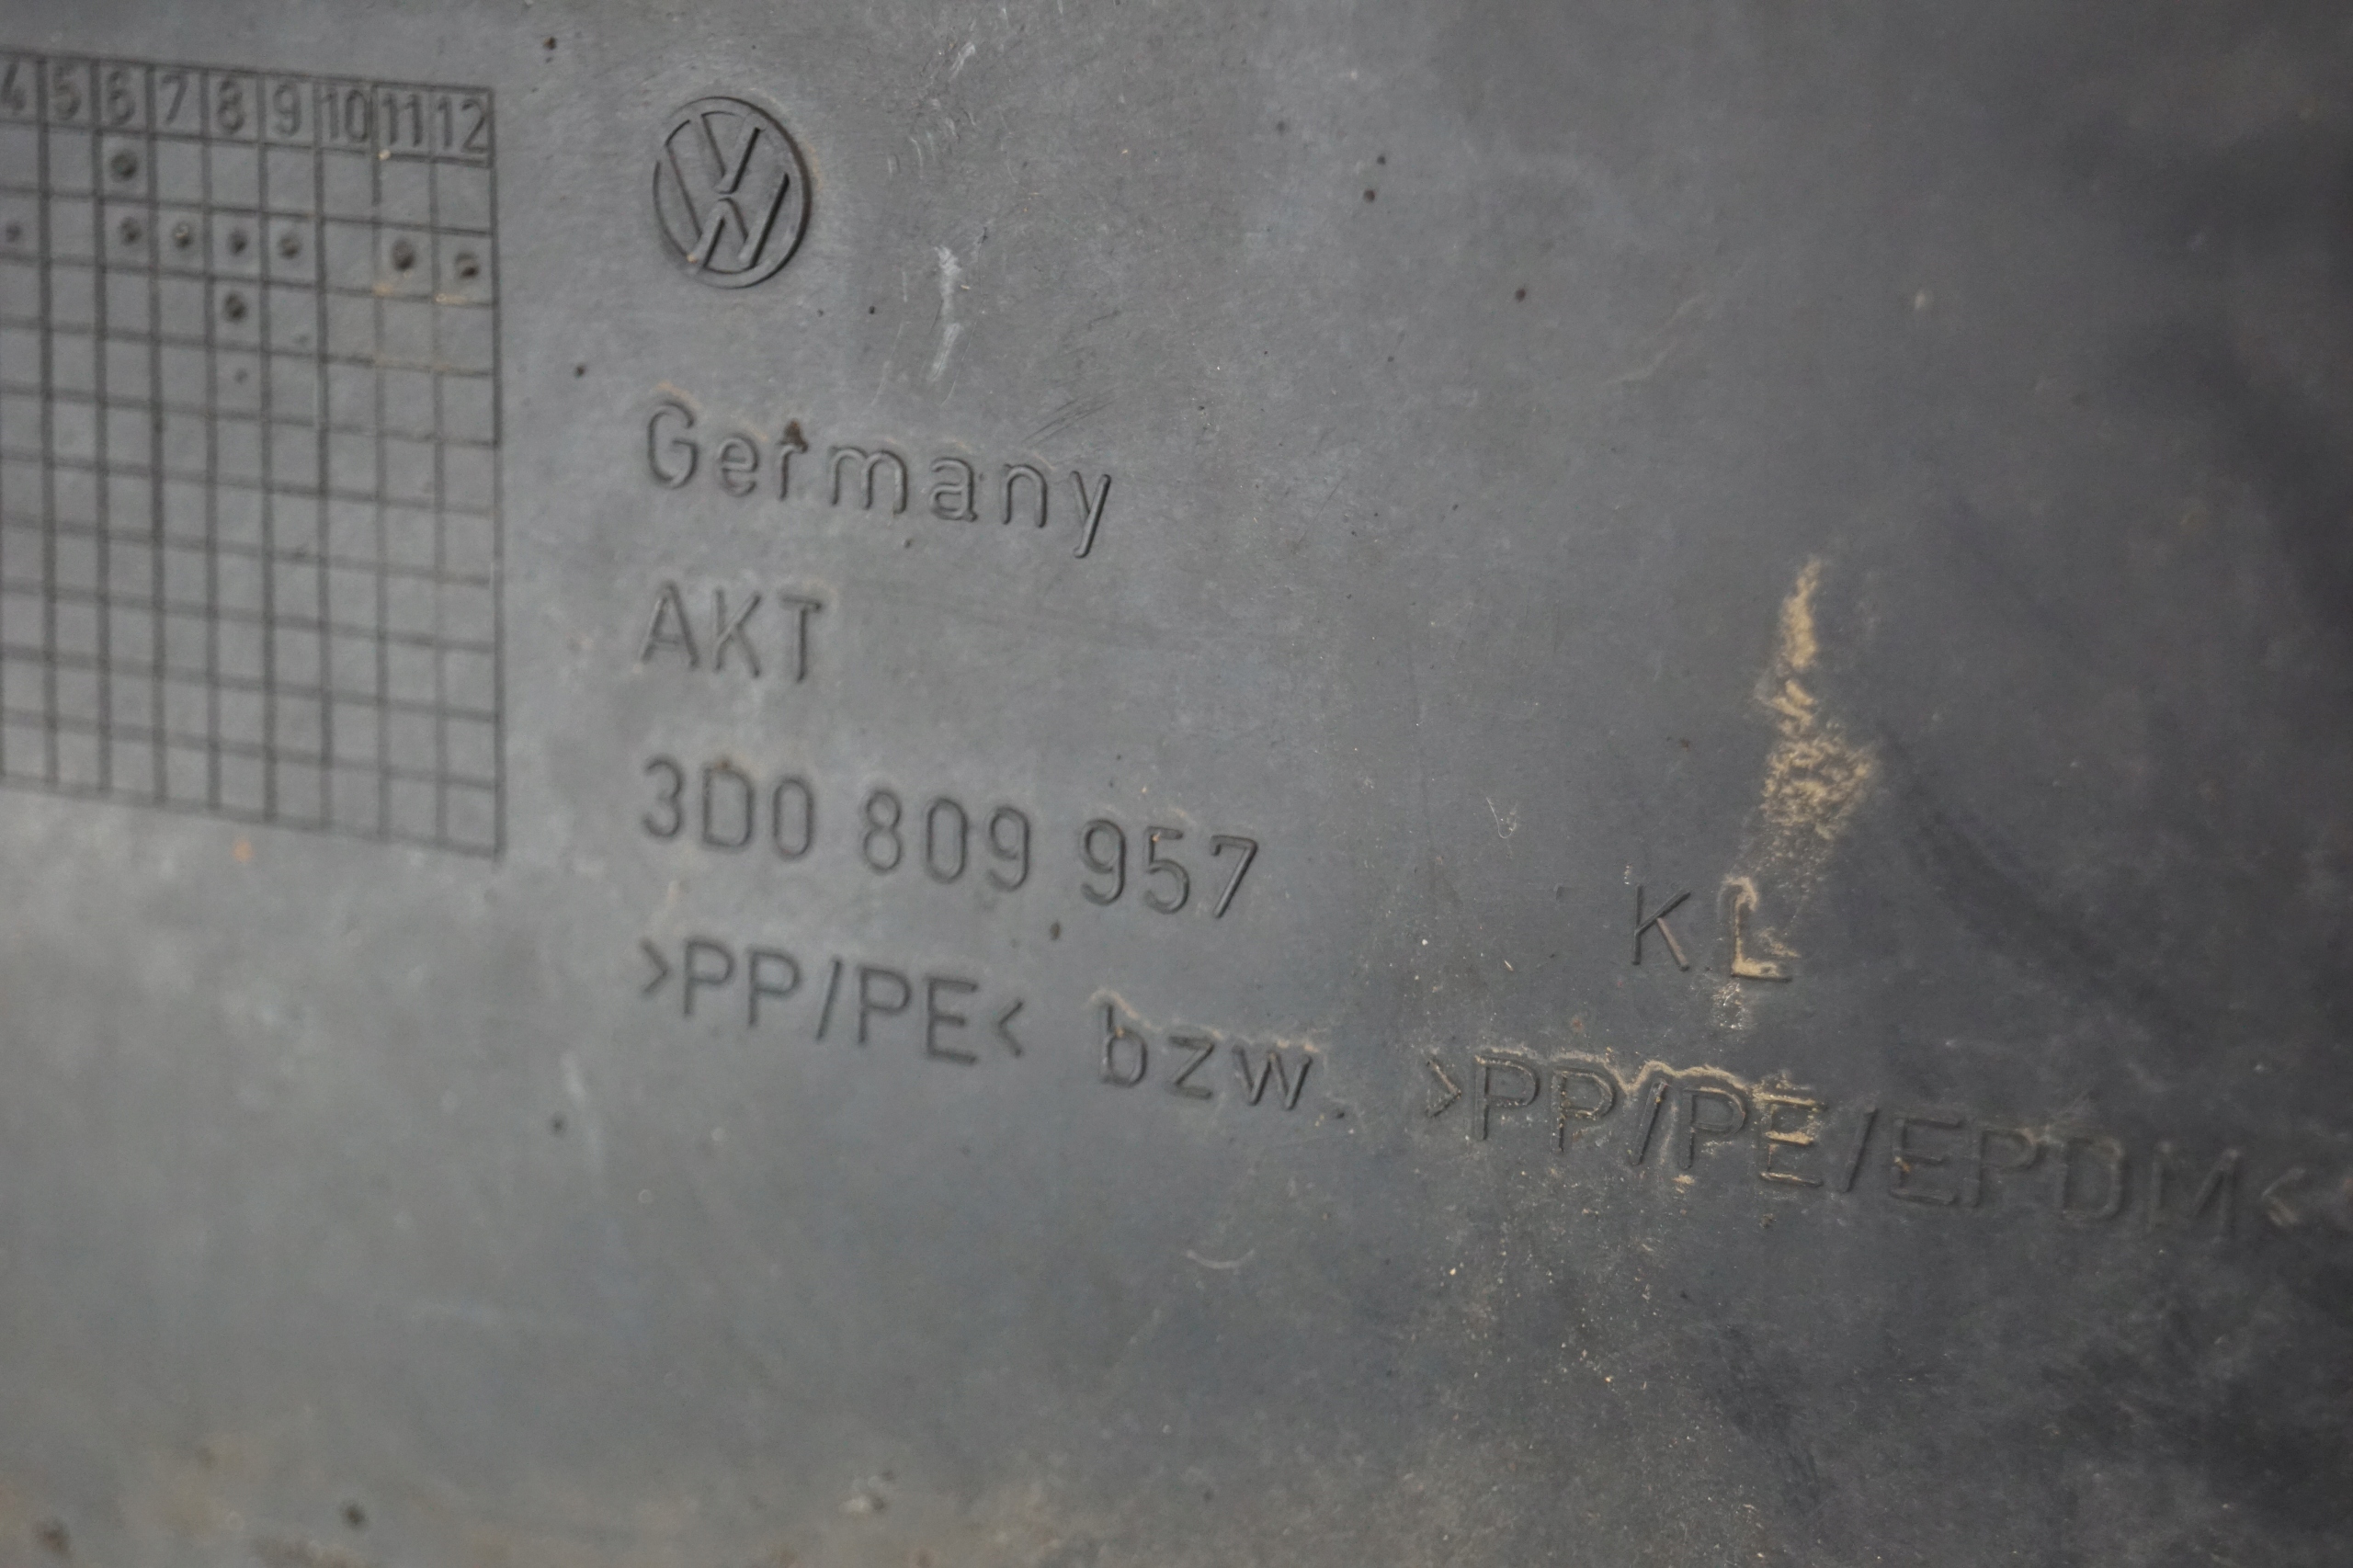 4 5 6 7 8 9 10 11 12
VW
Germany
AKT
3D0 809 957
KL
>PP/PE< bzw. >PP/PE/EPDM<